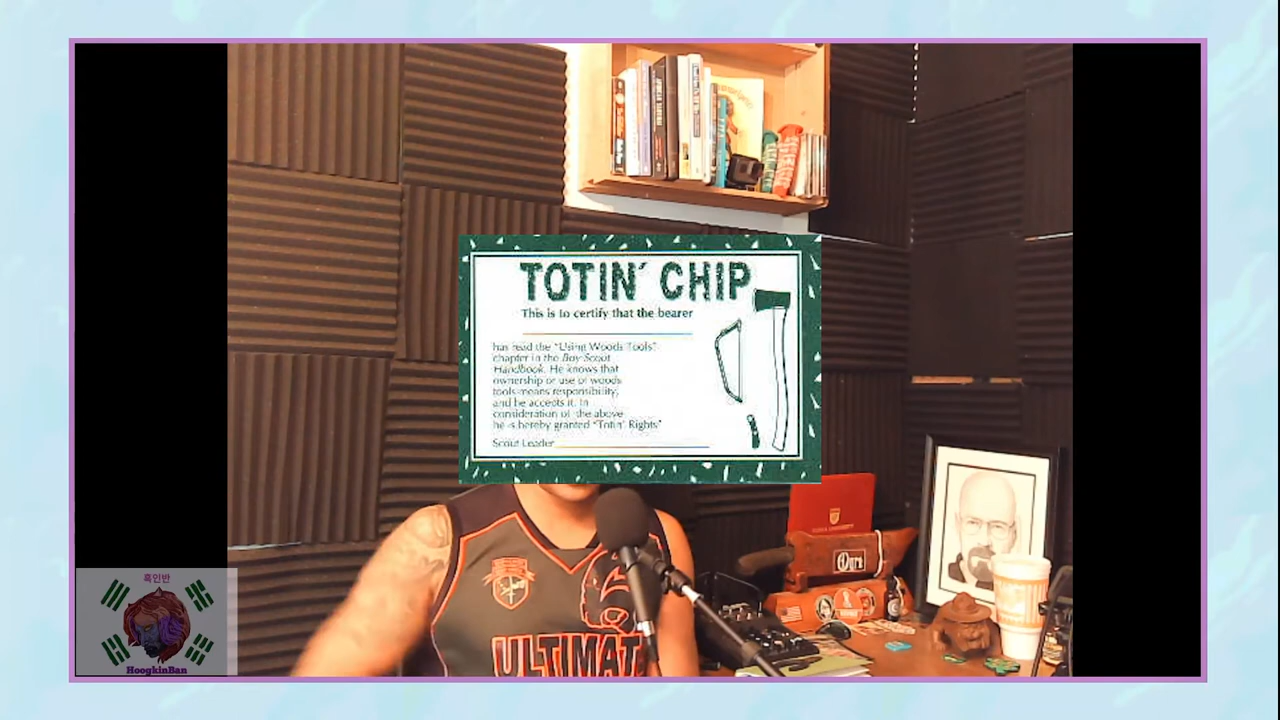 TOTIN' CHIP
This is to certify that the bearer
has read the "Using Woods Tools"
chapter in the Boy Scout
Handbook. He knows that
ownership or use of woods
tools means responsibility,
and he accepts it. In
consideration of the above
he is hereby granted "Totin' Rights"
Scout Leader
ULTIMAT
흑인반
HoogkinBan